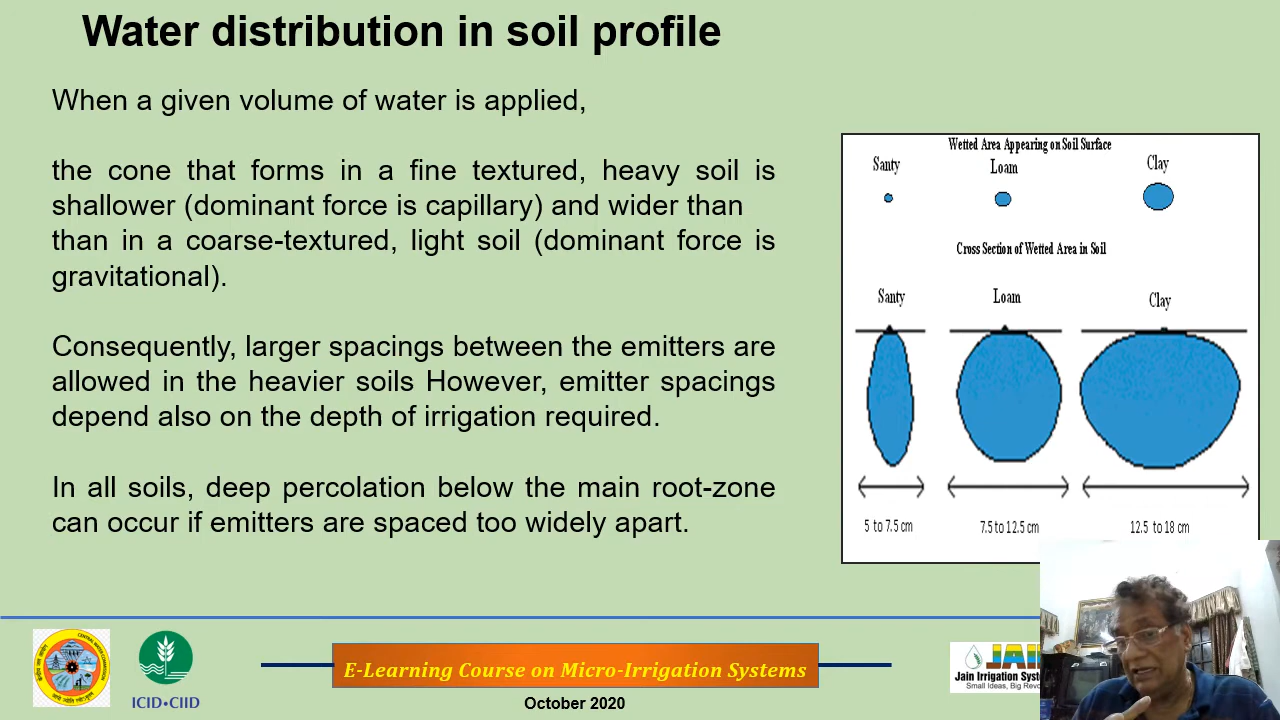 Water distribution in soil profile
When a given volume of water is applied,
the cone that forms in a fine textured, heavy soil is
shallower (dominant force is capillary) and wider than
than in a coarse-textured, light soil (dominant force is
gravitational).
Consequently, larger spacings between the emitters are
allowed in the heavier soils However, emitter spacings
depend also on the depth of irrigation required.
In all soils, deep percolation below the main root-zone
can occur if emitters are spaced too widely apart.
Wetted Area Appearing on Soil Surface
Santy Loam Clay
Cross Section of Wetted Area in Soil
Santy Loam Clay
5 to 7.5 cm 7.5 to 12.5 cm 12.5 to 18 cm
ICID•CIID
E-Learning Course on Micro-Irrigation Systems
October 2020
JAI
Jain Irrigation Syste
Small Ideas, Big Revo